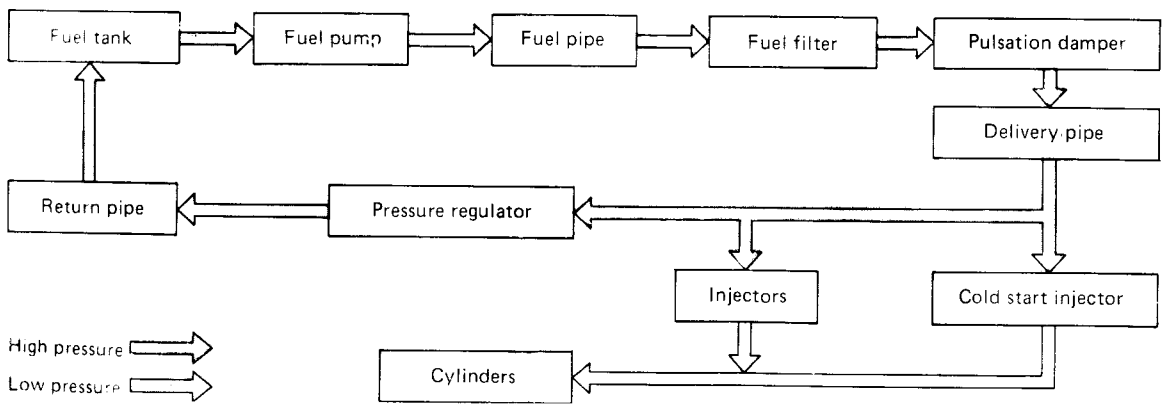 Fuel tank
Fuel pump
Fuel pipe
Fuel filter
Pulsation damper
Delivery pipe
Return pipe
Pressure regulator
Injectors
Cold start injector
High pressure
Low pressure
Cylinders